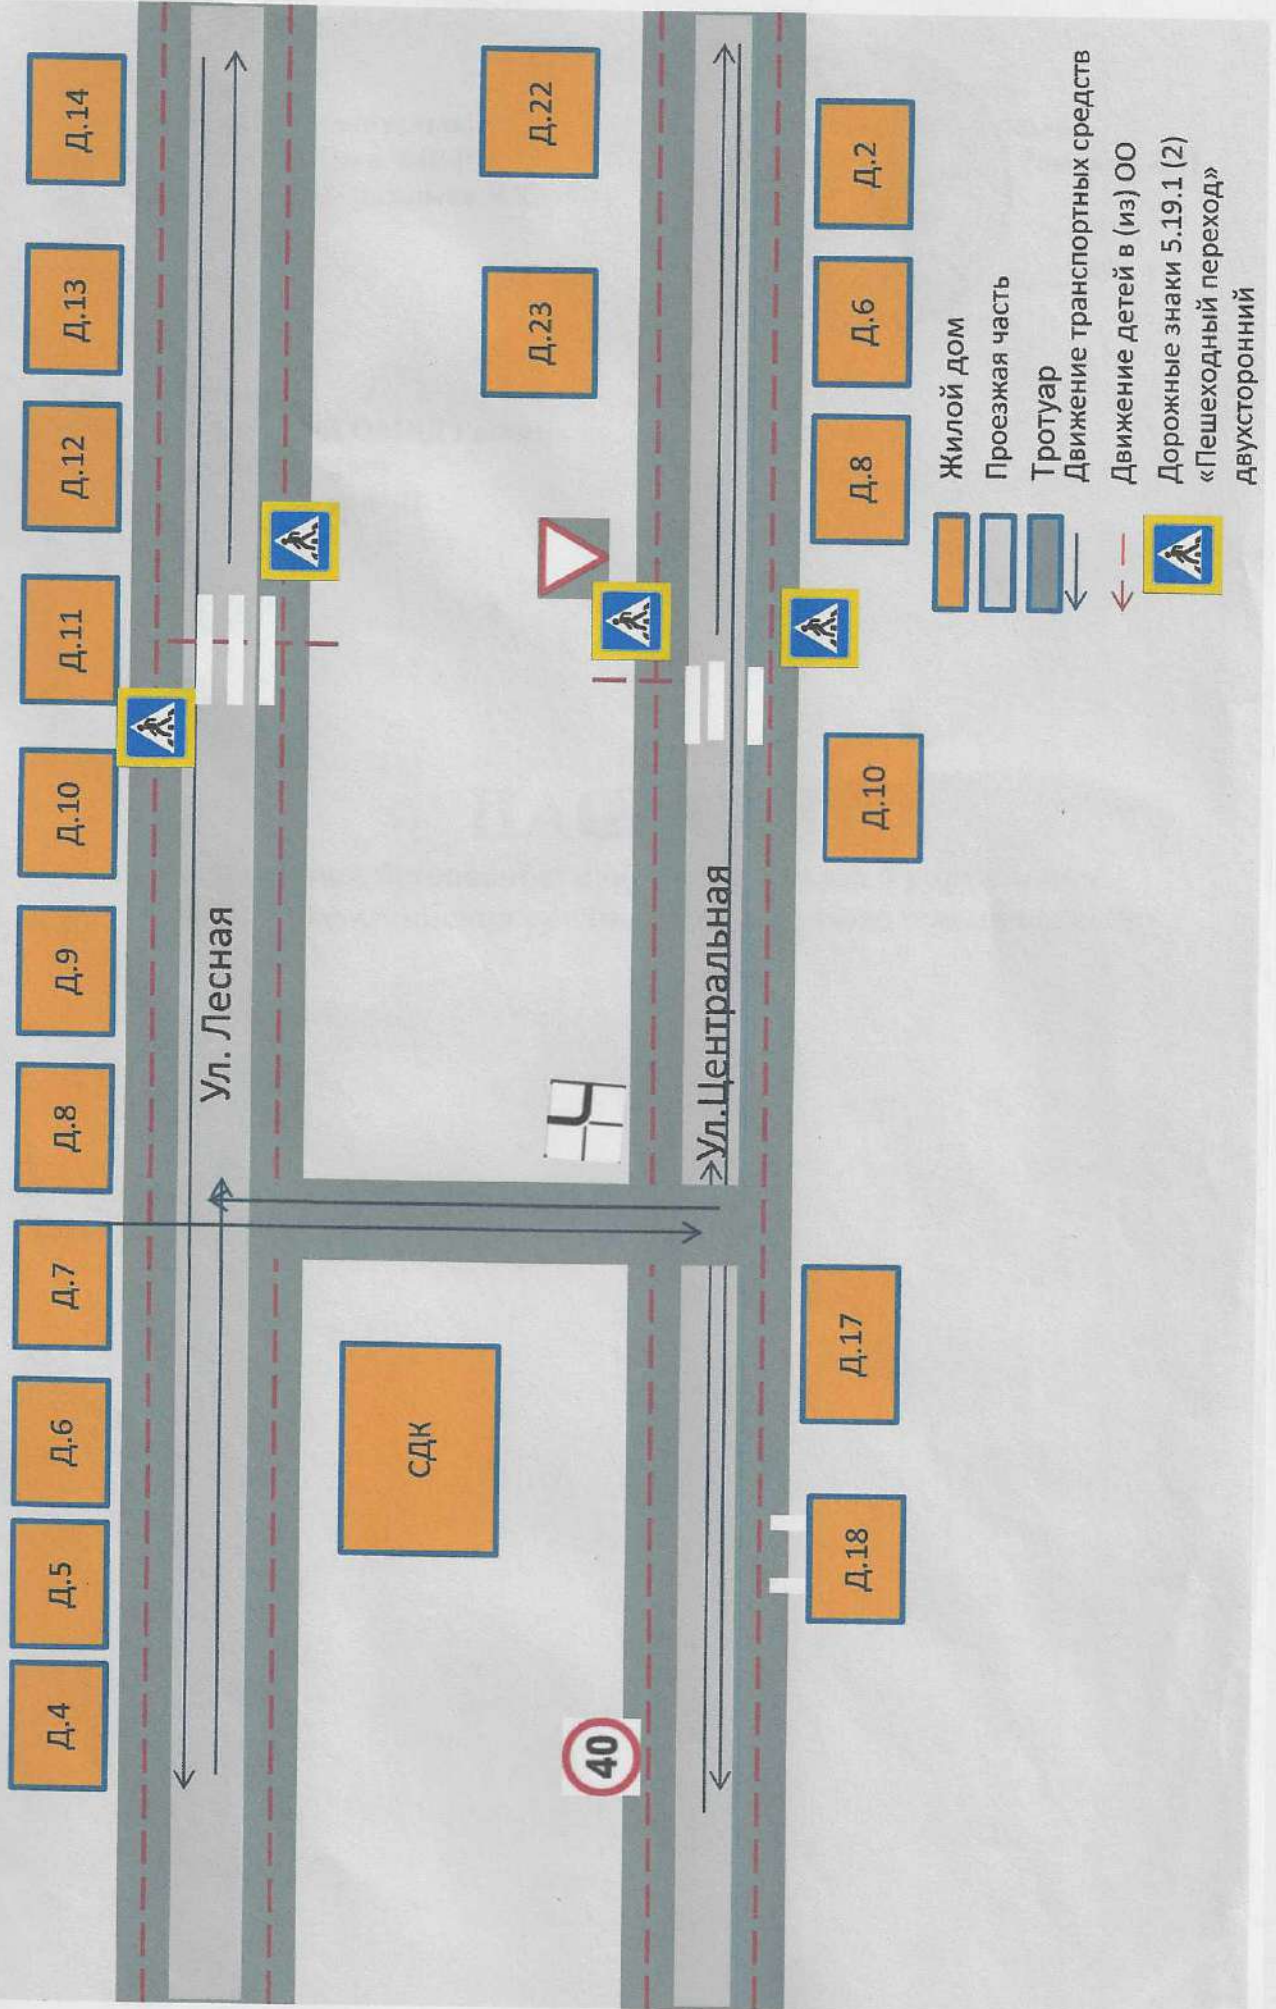 Д.4
Д.5
Д.6
Д.7
Д.8
Д.9
Д.10
Д.11
Д.12
Д.13
Д.14
Ул. Лесная
СДК
Д.23
Д.22
40
Ул.Центральная
Д.18
Д.17
Д.10
Д.8
Д.6
Д.2
Жилой дом
Проезжая часть
Тротуар
Движение транспортных средств
Движение детей в (из) ОО
Дорожные знаки 5.19.1 (2)
«Пешеходный переход»
двухсторонний